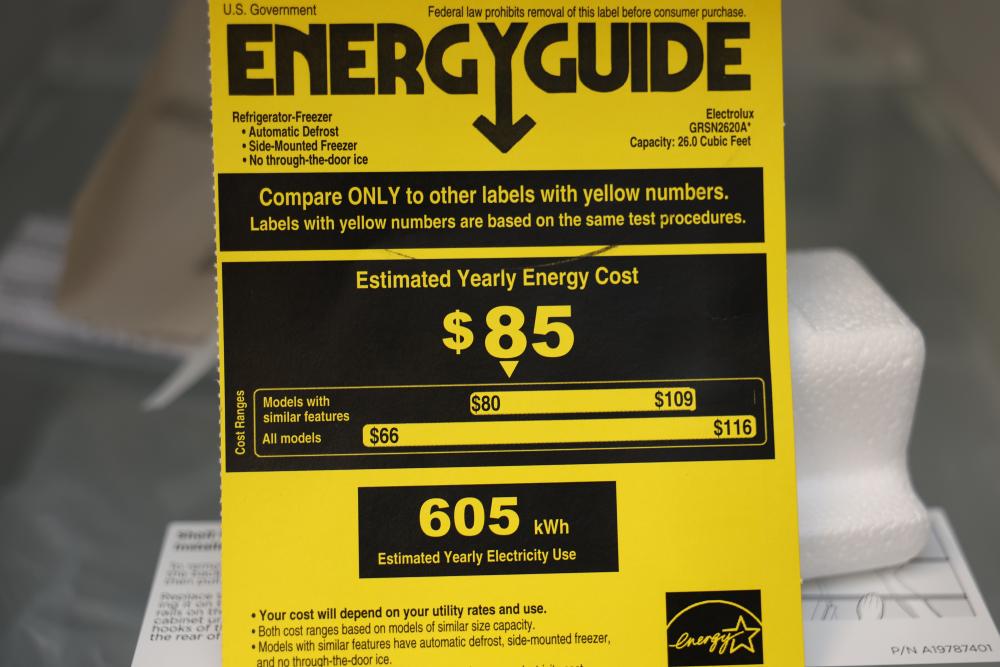 U.S. Government
Federal law prohibits removal of this label before consumer purchase.
ENERGYGUIDE
Refrigerator-Freezer
• Automatic Defrost
• Side-Mounted Freezer
• No through-the-door ice
Electrolux
GRSN2620A*
Capacity: 26.0 Cubic Feet
Compare ONLY to other labels with yellow numbers.
Labels with yellow numbers are based on the same test procedures.
Estimated Yearly Energy Cost
$85
Cost Ranges
Models with
similar features
$80 $109
All models
$66 $116
605 kWh
Estimated Yearly Electricity Use
• Your cost will depend on your utility rates and use.
• Both cost ranges based on models of similar size capacity.
• Models with similar features have automatic defrost, side-mounted freezer,
and no through-the-door ice.
energy
P/N A19787401
the rear of